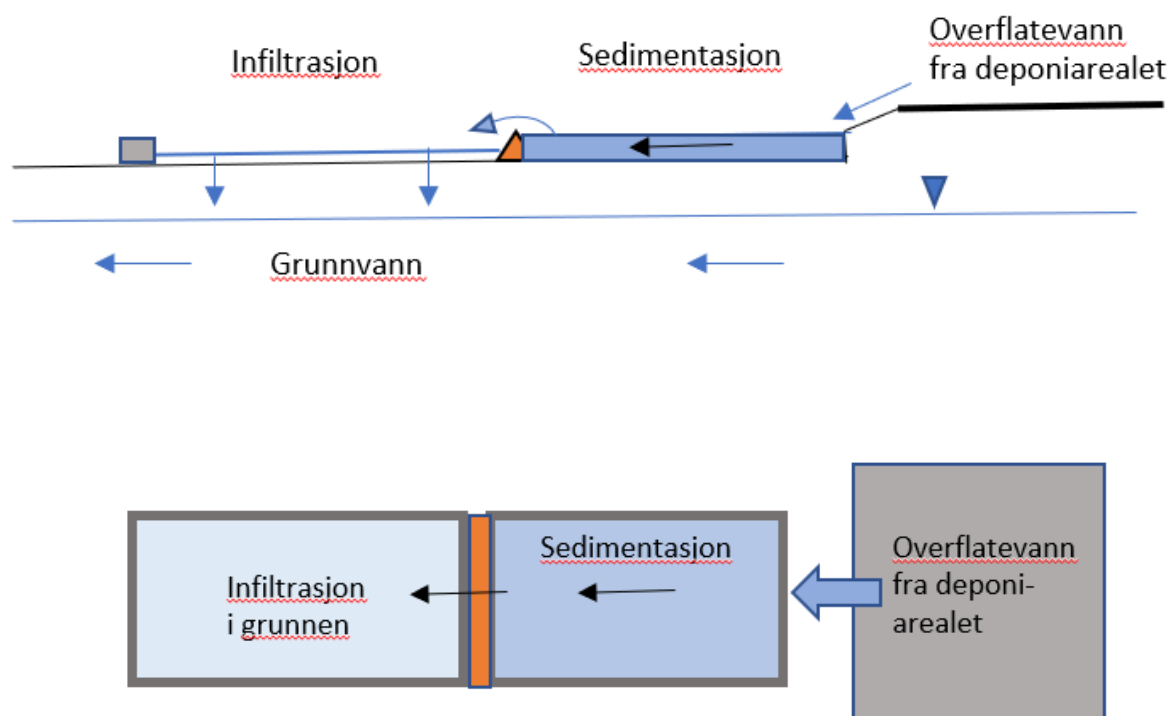 Infiltrasjon
Sedimentasjon
Overflatevann
fra deponiarealet
Grunnvann
Infiltrasjon
i grunnen
Sedimentasjon
Overflatevann
fra deponi-
arealet